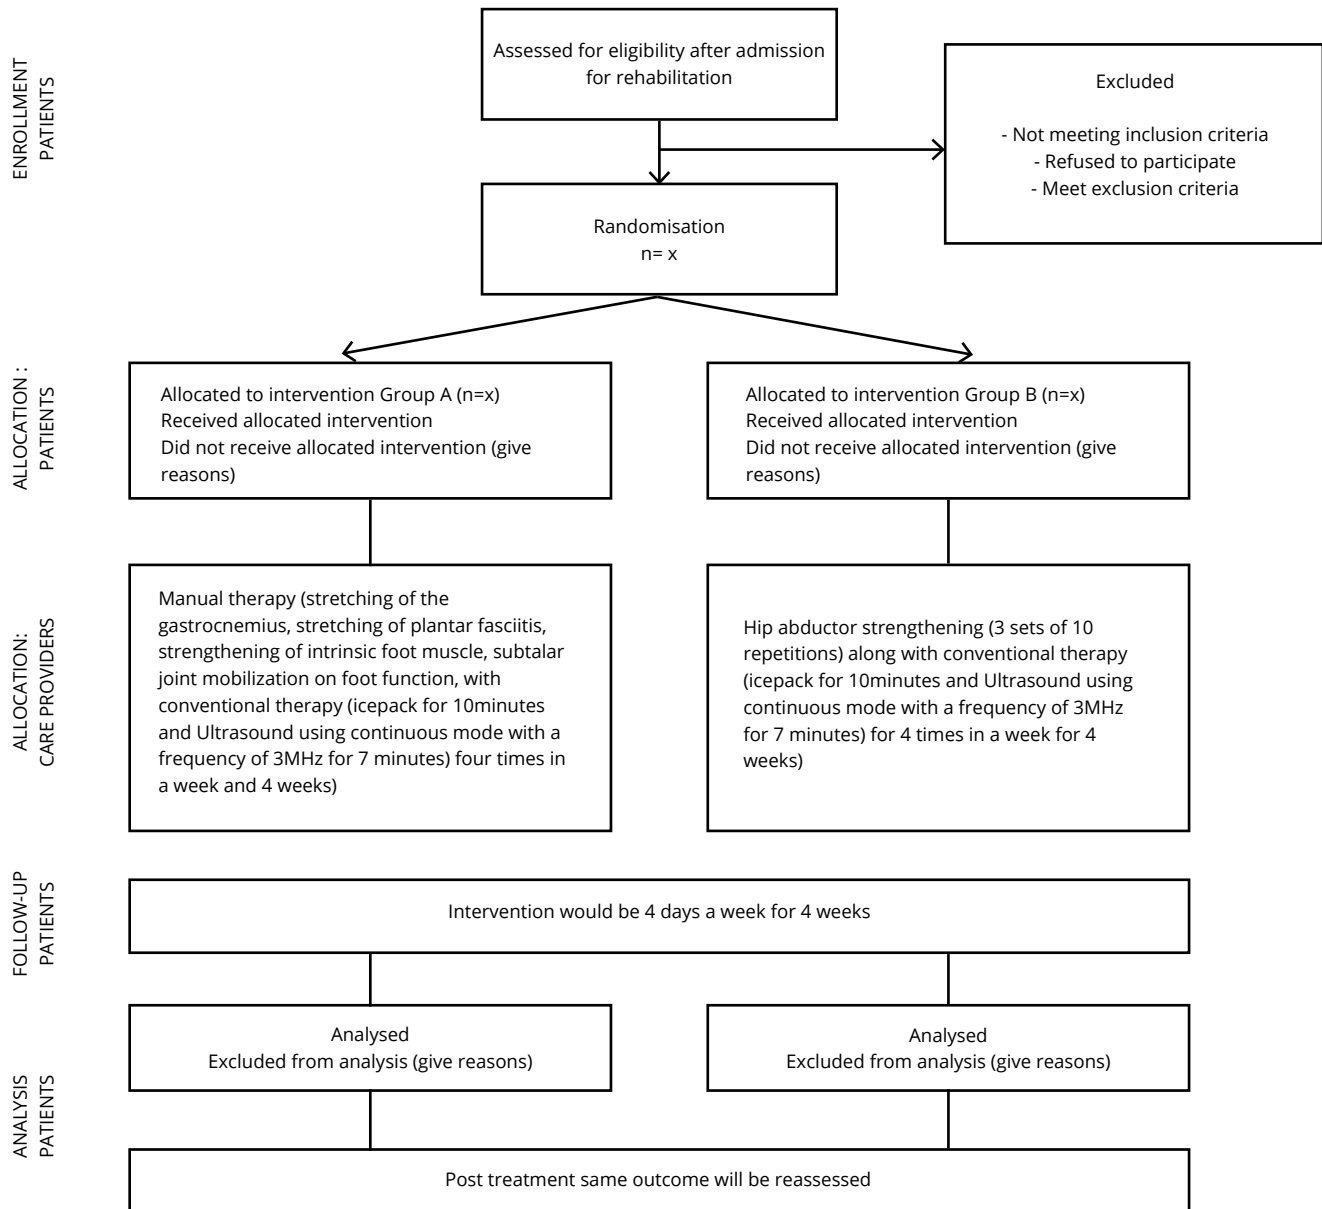 ENROLLMENT
PATIENTS
Assessed for eligibility after admission
for rehabilitation
Excluded
- Not meeting inclusion criteria
- Refused to participate
- Meet exclusion criteria
Randomisation
n= x
ALLOCATION :
PATIENTS
Allocated to intervention Group A (n=x)
Received allocated intervention
Did not receive allocated intervention (give
reasons)
Allocated to intervention Group B (n=x)
Received allocated intervention
Did not receive allocated intervention (give
reasons)
ALLOCATION:
CARE PROVIDERS
Manual therapy (stretching of the
gastrocnemius, stretching of plantar fasciitis,
strengthening of intrinsic foot muscle, subtalar
joint mobilization on foot function, with
conventional therapy (icepack for 10minutes
and Ultrasound using continuous mode with a
frequency of 3MHz for 7 minutes) four times in
a week and 4 weeks)
Hip abductor strengthening (3 sets of 10
repetitions) along with conventional therapy
(icepack for 10minutes and Ultrasound using
continuous mode with a frequency of 3MHz
for 7 minutes) for 4 times in a week for 4
weeks)
FOLLOW-UP
PATIENTS
Intervention would be 4 days a week for 4 weeks
ANALYSIS
PATIENTS
Analysed
Excluded from analysis (give reasons)
Analysed
Excluded from analysis (give reasons)
Post treatment same outcome will be reassessed